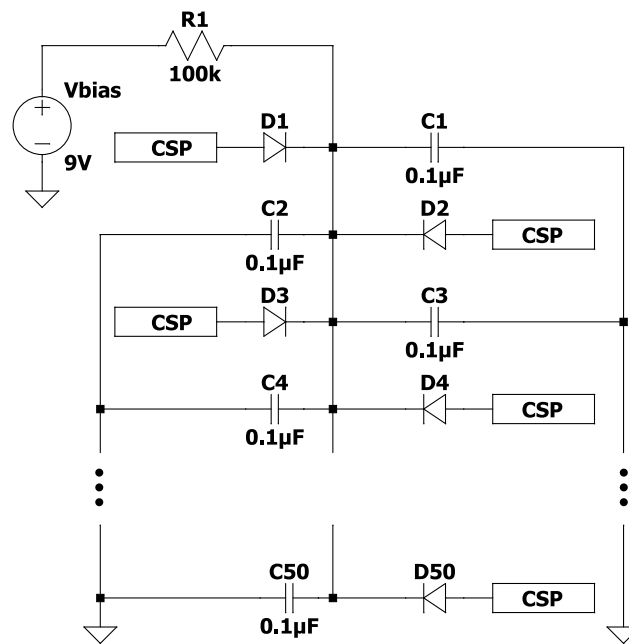 R1
100k
Vbias
+
−
9V
CSP
D1
C1
0.1µF
C2
0.1µF
D2
CSP
CSP
D3
C3
0.1µF
C4
0.1µF
D4
CSP
C50
0.1µF
D50
CSP